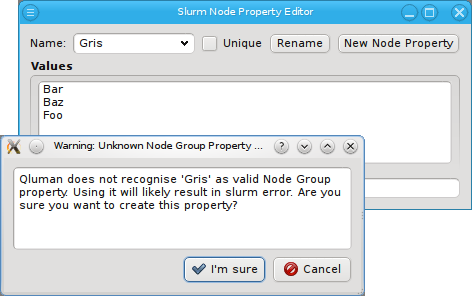 Slurm Node Property Editor
Name: Gris Unique Rename New Node Property
Values
Bar
Baz
Foo
Warning: Unknown Node Group Property ...
Qluman does not recognise 'Gris' as valid Node Group
property. Using it will likely result in slurm error. Are you
sure you want to create this property?
I'm sure Cancel